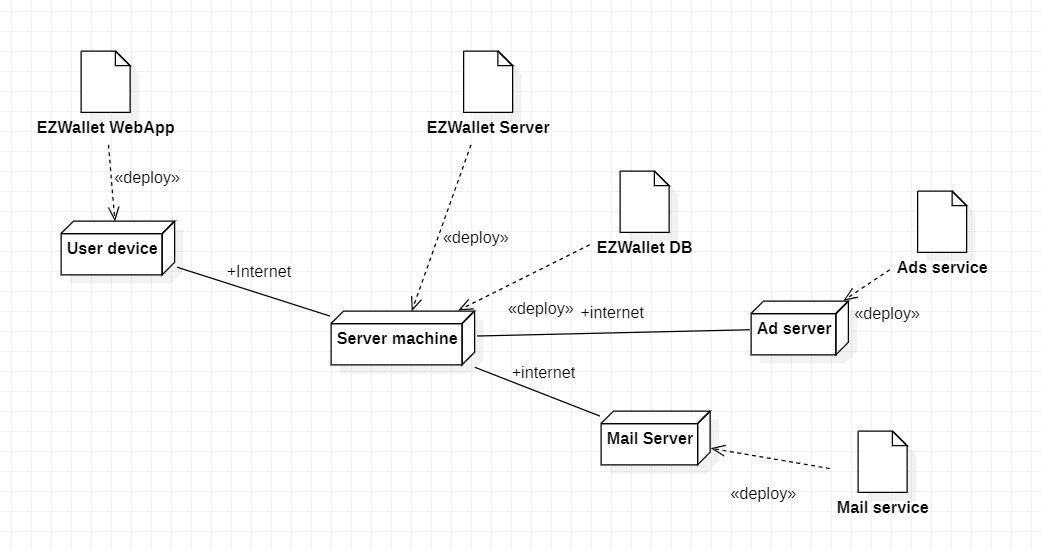 EZWallet WebApp
EZWallet Server
«deploy»
User device
+Internet
«deploy»
EZWallet DB
Ads service
«deploy»
+internet
«deploy»
Server machine
Ad server
+internet
Mail Server
«deploy»
Mail service